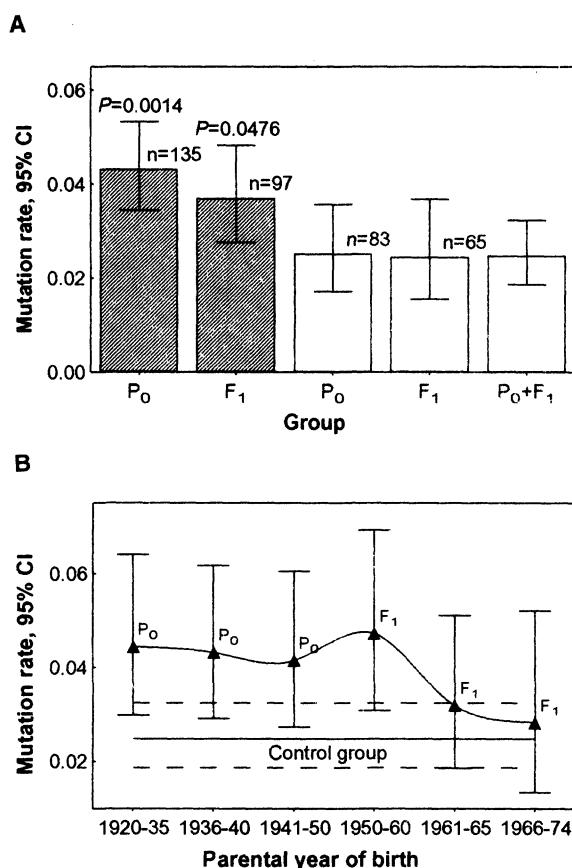 A
Mutation rate, 95% CI
0.06
0.04
0.02
0.00
P=0.0014
P=0.0476
n=135
n=97
n=83
n=65
P₀ F₁ P₀ F₁ P₀+F₁
Group
B
Mutation rate, 95% CI
0.06
0.04
0.02
P₀
P₀
P₀
F₁
F₁
F₁
Control group
1920-35 1936-40 1941-50 1950-60 1961-65 1966-74
Parental year of birth